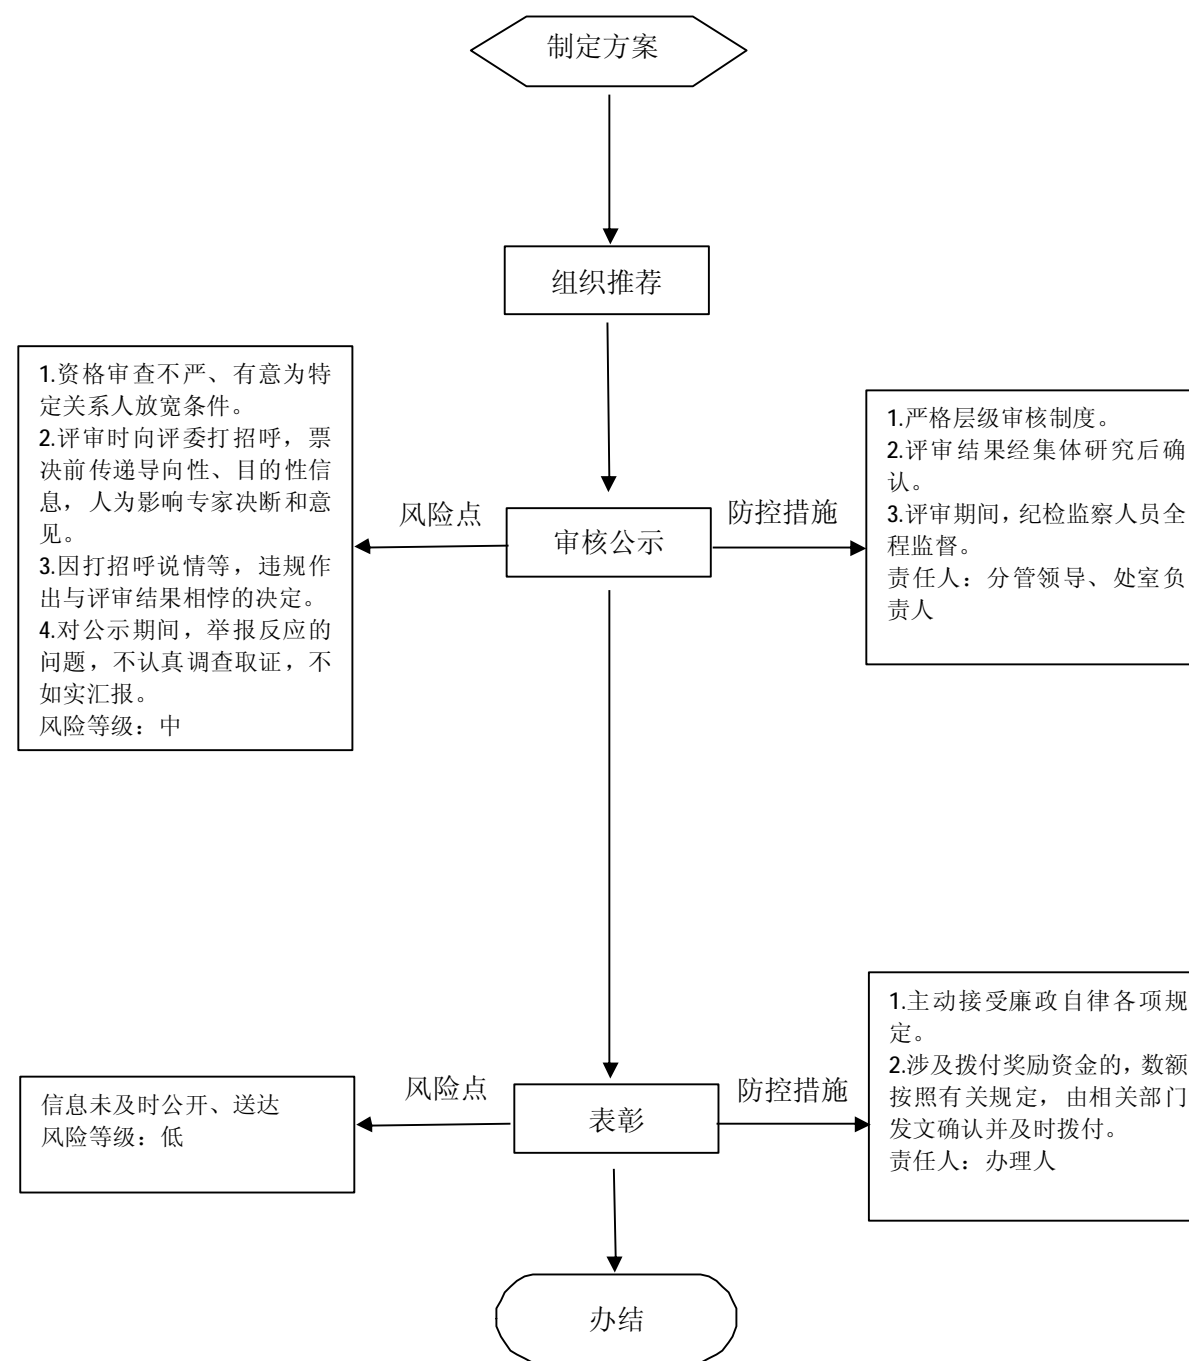 制定方案
组织推荐
1.资格审查不严、有意为特
定关系人放宽条件。
2.评审时向评委打招呼，票
决前传递导向性、目的性信
息，人为影响专家决断和意
见。
3.因打招呼说情等，违规作
出与评审结果相悖的决定。
4.对公示期间，举报反应的
问题，不认真调查取证，不
如实汇报。
风险等级：中
风险点
审核公示
防控措施
1.严格层级审核制度。
2.评审结果经集体研究后确
认。
3.评审期间，纪检监察人员全
程监督。
责任人：分管领导、处室负
责人
信息未及时公开、送达
风险等级：低
风险点
表彰
防控措施
1.主动接受廉政自律各项规
定。
2.涉及拨付奖励资金的，数额
按照有关规定，由相关部门
发文确认并及时拨付。
责任人：办理人
办结